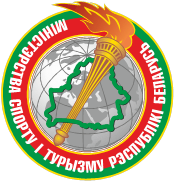 МІНІСТЭРСТВА СПОРТУ І ТУРЫЗМУ РЭСПУБЛІКІ БЕЛАРУСЬ